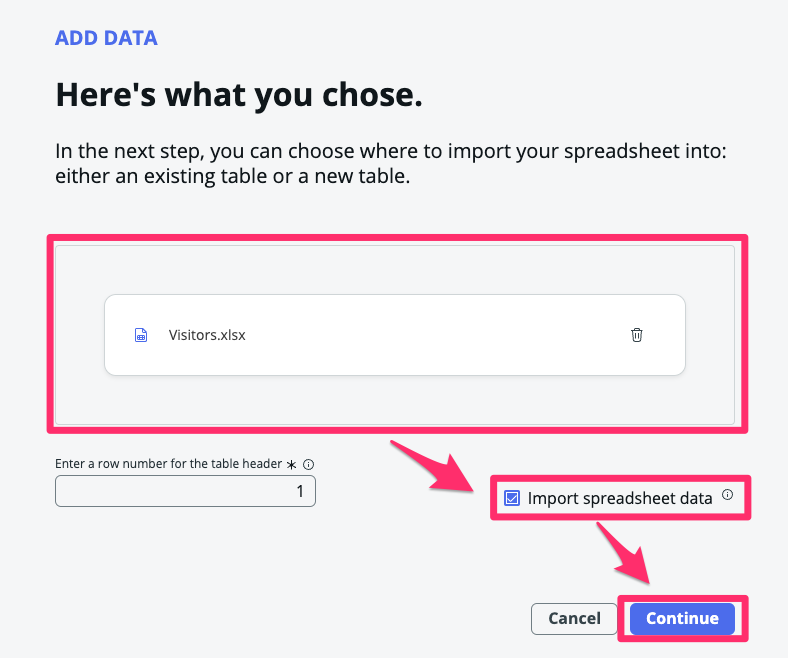 ADD DATA
Here's what you chose.
In the next step, you can choose where to import your spreadsheet into:
either an existing table or a new table.
Visitors.xlsx
Enter a row number for the table header *
1
Import spreadsheet data
Cancel
Continue